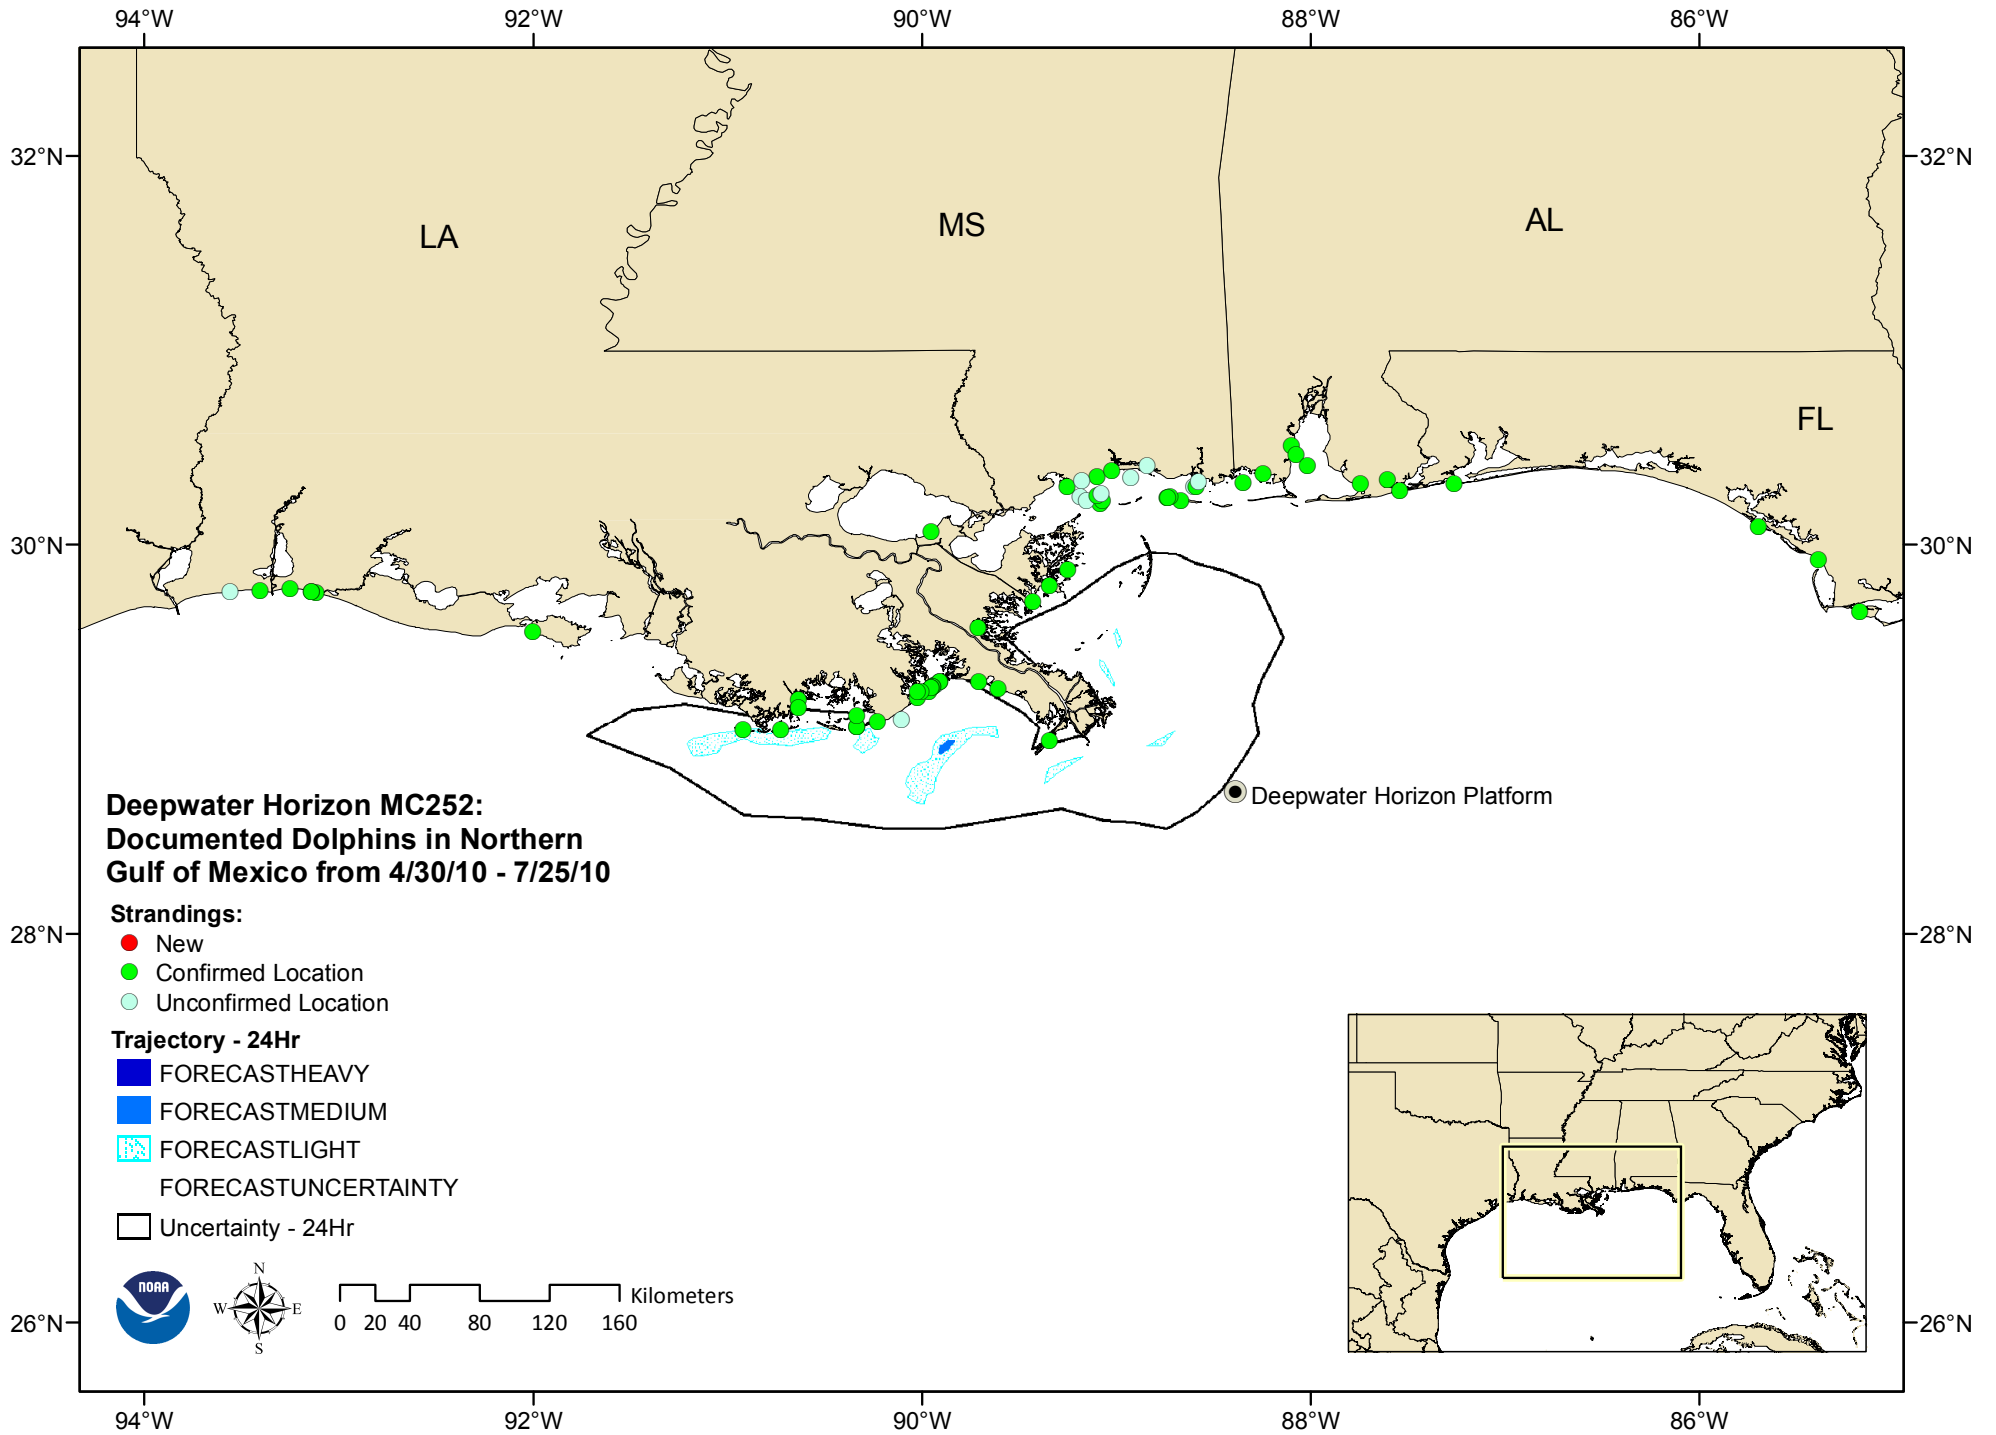 94°W 92°W 90°W 88°W 86°W
32°N 32°N
LA MS AL
FL
30°N 30°N
Deepwater Horizon Platform
Deepwater Horizon MC252:
Documented Dolphins in Northern
Gulf of Mexico from 4/30/10 - 7/25/10
Strandings:
28°N 28°N
New
Confirmed Location
Unconfirmed Location
Trajectory - 24Hr
FORECASTHEAVY
FORECASTMEDIUM
FORECASTLIGHT
FORECASTUNCERTAINTY
Uncertainty - 24Hr
NOAA
N
W E
S
Kilometers
0 20 40 80 120 160
26°N 26°N
94°W 92°W 90°W 88°W 86°W